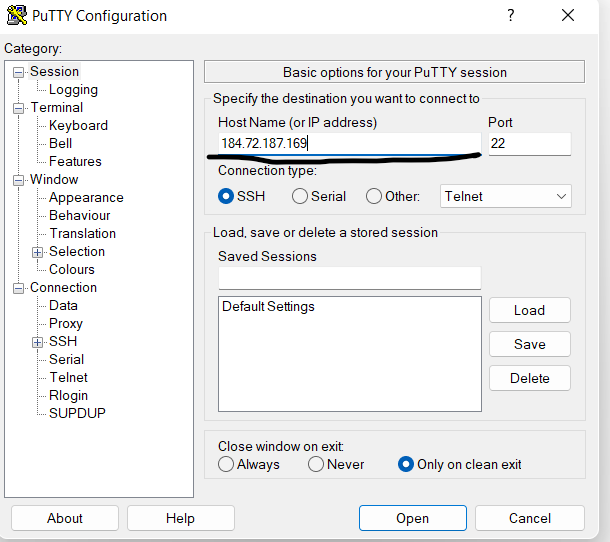 PuTTY Configuration
?
Category:
Session
Logging
Terminal
Keyboard
Bell
Features
Window
Appearance
Behaviour
Translation
Selection
Colours
Connection
Data
Proxy
SSH
Serial
Telnet
Rlogin
SUPDUP
Basic options for your PuTTY session
Specify the destination you want to connect to
Host Name (or IP address) Port
184.72.187.169 22
Connection type:
SSH Serial Other: Telnet
Load, save or delete a stored session
Saved Sessions
Default Settings
Load
Save
Delete
Close window on exit:
Always Never Only on clean exit
About Help Open Cancel